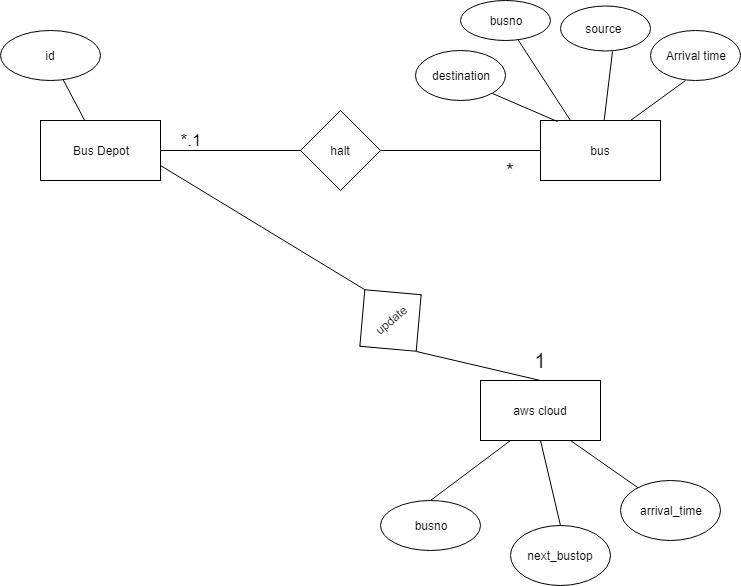 busno
source
id
Arrival time
destination
*.1
Bus Depot
halt
bus
*
update
1
aws cloud
arrival_time
busno
next_bustop